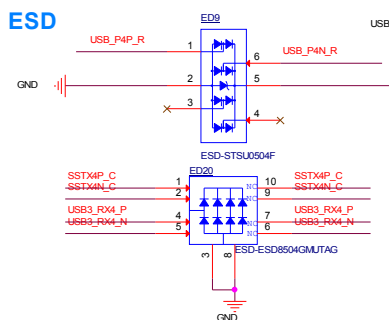 ESD
ED9
USB
USB_P4P_R
1
6
USB_P4N_R
GND
2
5
3
4
ESD-STSU0504F
ED20
SSTX4P_C
1
NC
10
SSTX4P_C
SSTX4N_C
2
NC
9
SSTX4N_C
USB3_RX4_P
4
NC
7
USB3_RX4_P
USB3_RX4_N
5
NC
6
USB3_RX4_N
ESD-ESD8504GMUTAG
3
8
GND